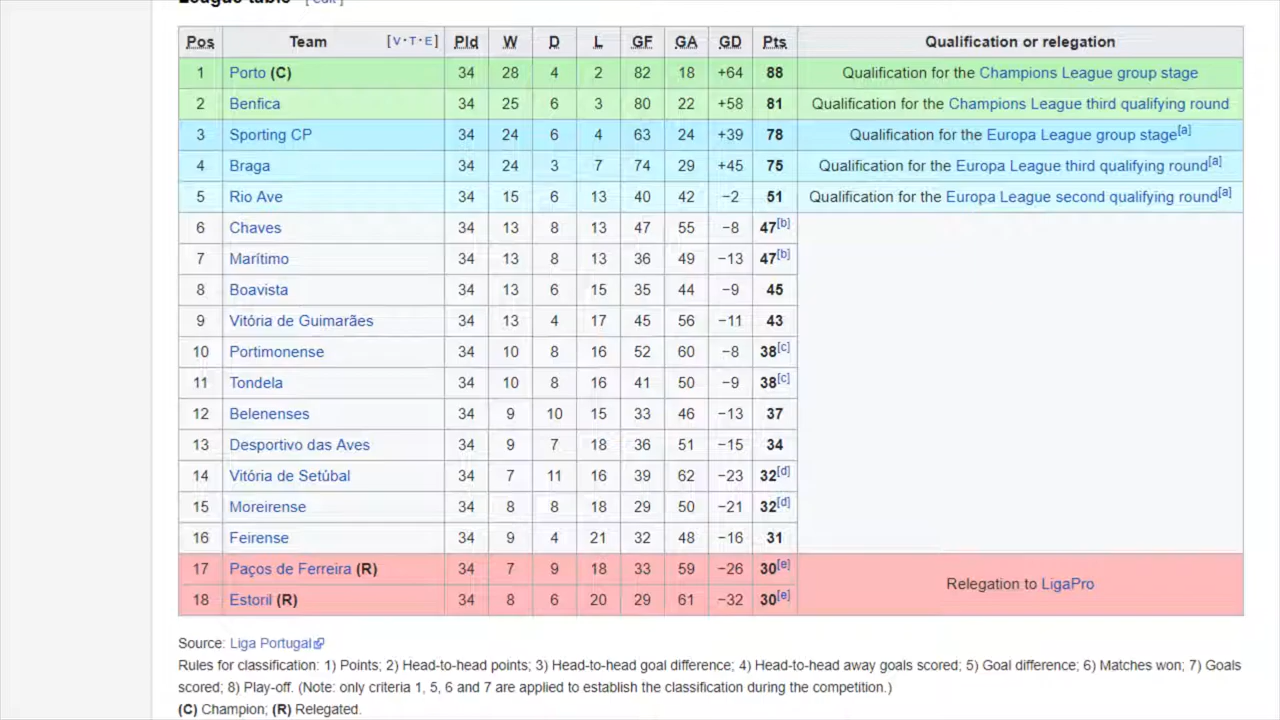 League table [ edit ]
Pos Team [V·T·E] Pld W D L GF GA GD Pts Qualification or relegation
1 Porto (C) 34 28 4 2 82 18 +64 88 Qualification for the Champions League group stage
2 Benfica 34 25 6 3 80 22 +58 81 Qualification for the Champions League third qualifying round
3 Sporting CP 34 24 6 4 63 24 +39 78 Qualification for the Europa League group stage[a]
4 Braga 34 24 3 7 74 29 +45 75 Qualification for the Europa League third qualifying round[a]
5 Rio Ave 34 15 6 13 40 42 −2 51 Qualification for the Europa League second qualifying round[a]
6 Chaves 34 13 8 13 47 55 −8 47[b]
7 Marítimo 34 13 8 13 36 49 −13 47[b]
8 Boavista 34 13 6 15 35 44 −9 45
9 Vitória de Guimarães 34 13 4 17 45 56 −11 43
10 Portimonense 34 10 8 16 52 60 −8 38[c]
11 Tondela 34 10 8 16 41 50 −9 38[c]
12 Belenenses 34 9 10 15 33 46 −13 37
13 Desportivo das Aves 34 9 7 18 36 51 −15 34
14 Vitória de Setúbal 34 7 11 16 39 62 −23 32[d]
15 Moreirense 34 8 8 18 29 50 −21 32[d]
16 Feirense 34 9 4 21 32 48 −16 31
17 Paços de Ferreira (R) 34 7 9 18 33 59 −26 30[e]
Relegation to LigaPro
18 Estoril (R) 34 8 6 20 29 61 −32 30[e]
Source: Liga Portugal
Rules for classification: 1) Points; 2) Head-to-head points; 3) Head-to-head goal difference; 4) Head-to-head away goals scored; 5) Goal difference; 6) Matches won; 7) Goals
scored; 8) Play-off. (Note: only criteria 1, 5, 6 and 7 are applied to establish the classification during the competition.)
(C) Champion; (R) Relegated.